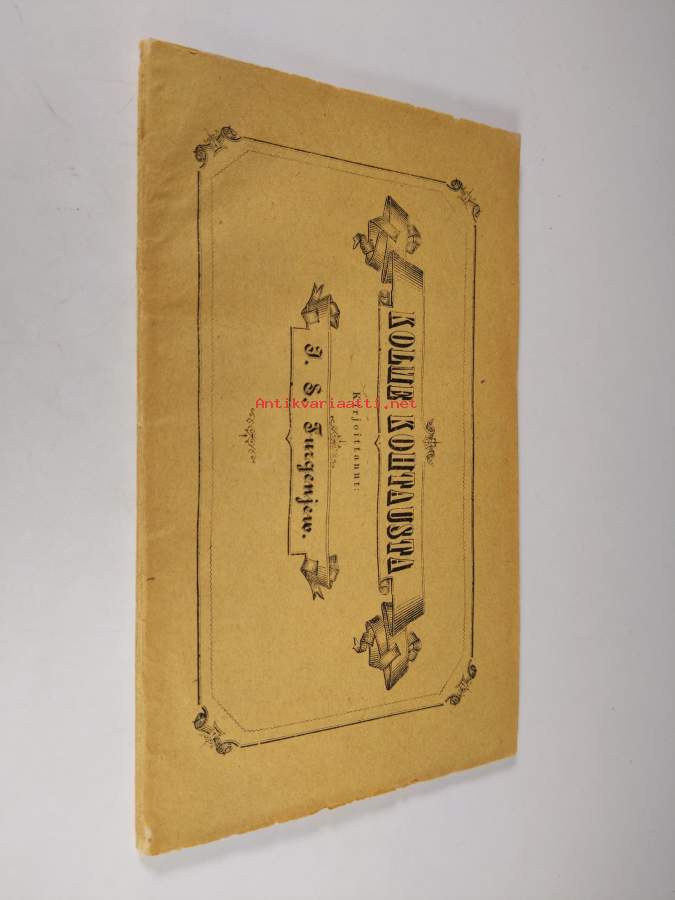 KOLME KOHTAUSTA
Kirjoittanut:
I. S. Turgenjew.
Antikvariaatti.net